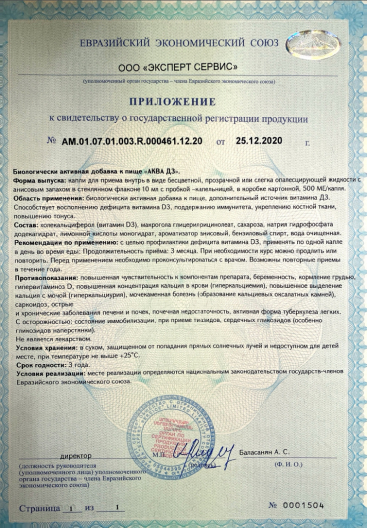 ЕВРАЗИЙСКИЙ ЭКОНОМИЧЕСКИЙ СОЮЗ
ООО «ЭКСПЕРТ СЕРВИС»
(уполномоченный орган государства – члена Евразийского экономического союза)
ПРИЛОЖЕНИЕ
к свидетельству о государственной регистрации продукции
№ AM.01.07.01.003.R.000461.12.20 от 25.12.2020 г.
Биологически активная добавка к пище «АКВА Д3».
Форма выпуска: капли для приема внутрь в виде бесцветной, прозрачной или слегка опалесцирующей жидкости с
анисовым запахом в стеклянном флаконе 10 мл с пробкой -капельницей, в коробке картонной, 500 МЕ/капля.
Область применения: биологически активная добавка к пище, дополнительный источник витамина Д3.
Способствует восполнению дефицита витамина Д3, поддержанию иммунитета, укреплению костной ткани,
повышению тонуса.
Состав: холекальциферол (витамин D3), макрогола глицерилрицинолеат, сахароза, натрия гидрофосфата
додекагидрат, лимонной кислоты моногидрат, ароматизатор анисовый, бензиловый спирт, вода очищенная.
Рекомендации по применению: с целью профилактики дефицита витамина D3, применять по одной капле
в день во время еды: Продолжительность приёма: 3 месяца. При необходимости курс можно продлить или
повторить. Перед применением необходимо проконсультироваться с врачом. Возможны повторные приемы
в течение года.
Противопоказания: повышенная чувствительность к компонентам препарата, беременность, кормление грудью,
гипервитаминоз D, повышенная концентрация кальция в крови (гиперкальциемия), повышенное выделение
кальция с мочой (гиперкальциурия), мочекаменная болезнь (образование кальциевых оксалатных камней),
саркоидоз, острые
и хронические заболевания печени и почек, почечная недостаточность, активная форма туберкулеза легких.
С осторожностью: состояние иммобилизации, при приеме тиазидов, сердечных гликозидов (особенно
гликозидов наперстянки).
Не является лекарством.
Условия хранения: в сухом, защищенном от попадания прямых солнечных лучей и недоступном для детей
месте, при температуре не выше +25°С.
Срок годности: 3 года.
Условия реализации: месте реализации определяются национальным законодательством государств-членов
Евразийского экономического союза.
директор М.П. Баласанян А. С.
(должность руководителя (подпись) (Ф. И. О.)
(уполномоченного лица) уполномоченного
органа государства – члена Евразийского
экономического союза)
Страница 1 из 1 № 0001504